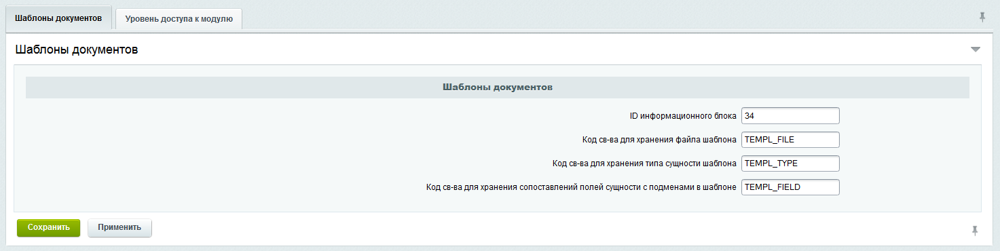 Шаблоны документов
Уровень доступа к модулю
Шаблоны документов
Шаблоны документов
ID информационного блока 34
Код св-ва для хранения файла шаблона TEMPL_FILE
Код св-ва для хранения типа сущности шаблона TEMPL_TYPE
Код св-ва для хранения сопоставлений полей сущности с подменами в шаблоне TEMPL_FIELD
Сохранить
Применить